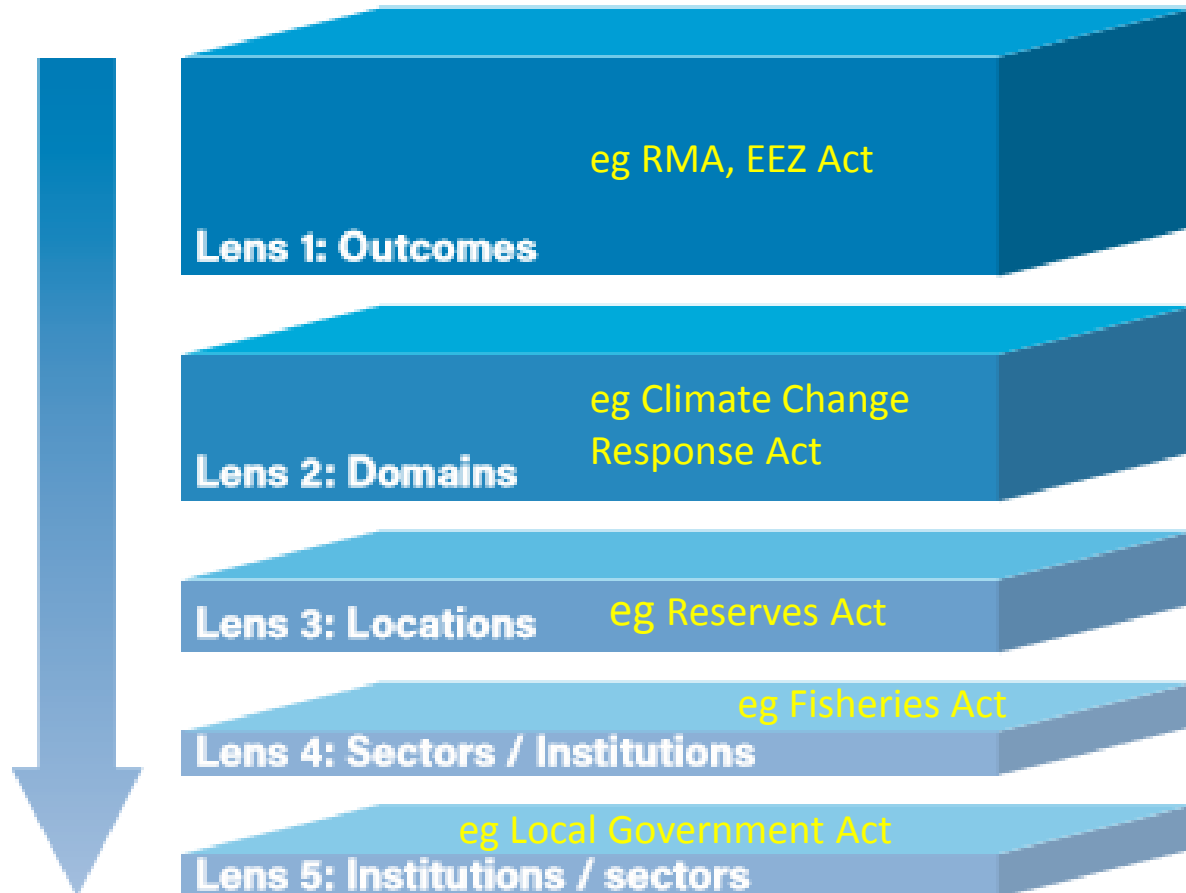 eg RMA, EEZ Act
Lens 1: Outcomes
eg Climate Change
Response Act
Lens 2: Domains
eg Reserves Act
Lens 3: Locations
eg Fisheries Act
Lens 4: Sectors / Institutions
eg Local Government Act
Lens 5: Institutions / sectors